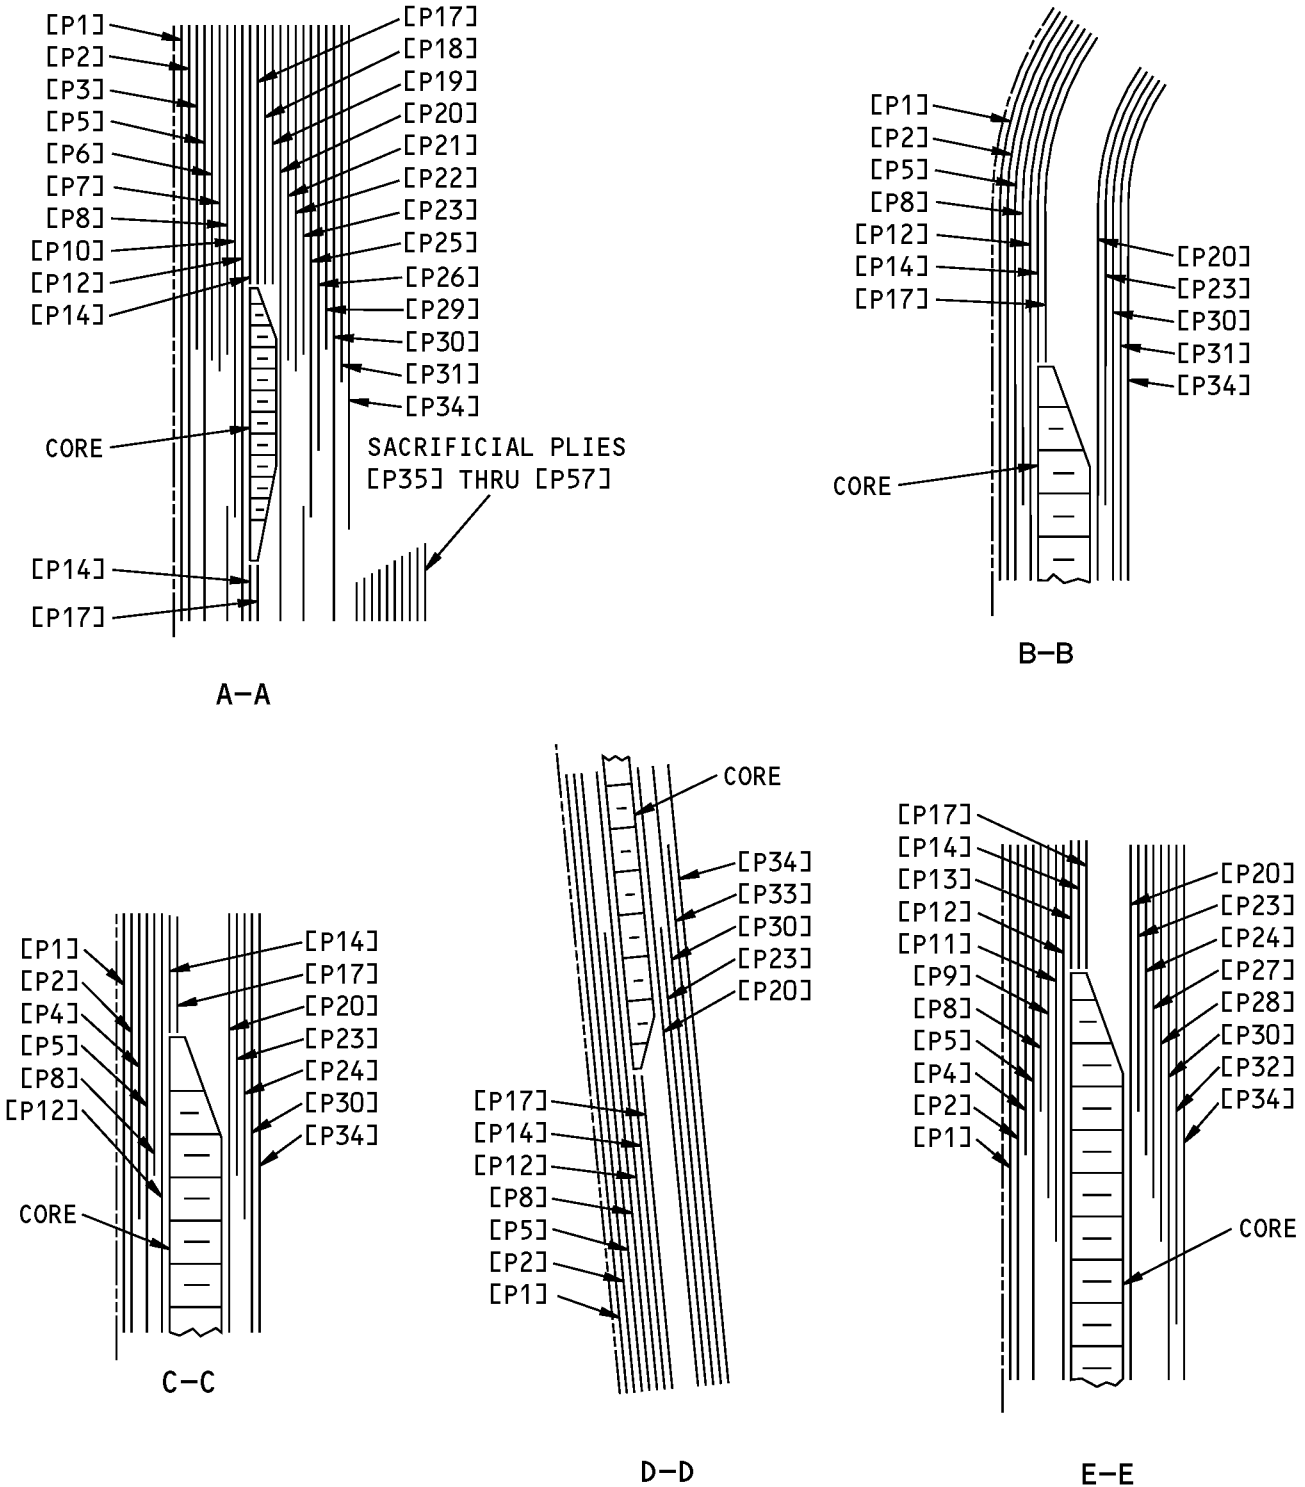 [P1]
[P2]
[P3]
[P5]
[P6]
[P7]
[P8]
[P10]
[P12]
[P14]
CORE
[P14]
[P17]
[P17]
[P18]
[P19]
[P20]
[P21]
[P22]
[P23]
[P25]
[P26]
[P29]
[P30]
[P31]
[P34]
SACRIFICIAL PLIES
[P35] THRU [P57]
A-A
[P1]
[P2]
[P5]
[P8]
[P12]
[P14]
[P17]
CORE
[P20]
[P23]
[P30]
[P31]
[P34]
B-B
[P1]
[P2]
[P4]
[P5]
[P8]
[P12]
CORE
[P14]
[P17]
[P20]
[P23]
[P24]
[P30]
[P34]
C-C
CORE
[P34]
[P33]
[P30]
[P23]
[P20]
[P17]
[P14]
[P12]
[P8]
[P5]
[P2]
[P1]
D-D
[P17]
[P14]
[P13]
[P12]
[P11]
[P9]
[P8]
[P5]
[P4]
[P2]
[P1]
[P20]
[P23]
[P24]
[P27]
[P28]
[P30]
[P32]
[P34]
CORE
E-E